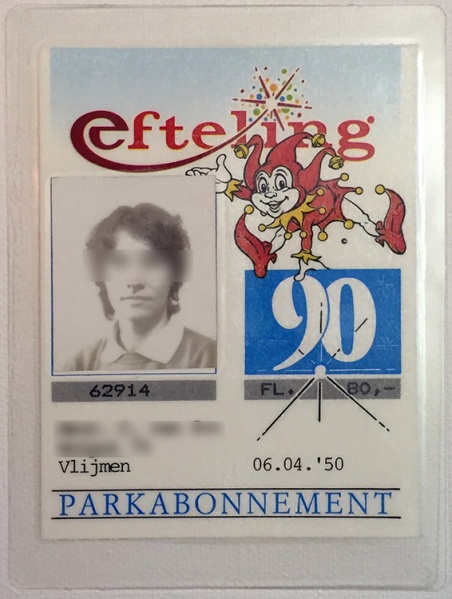 efteling
90
62914
FL. 80,-
Vlijmen
06.04.'50
PARKABONNEMENT